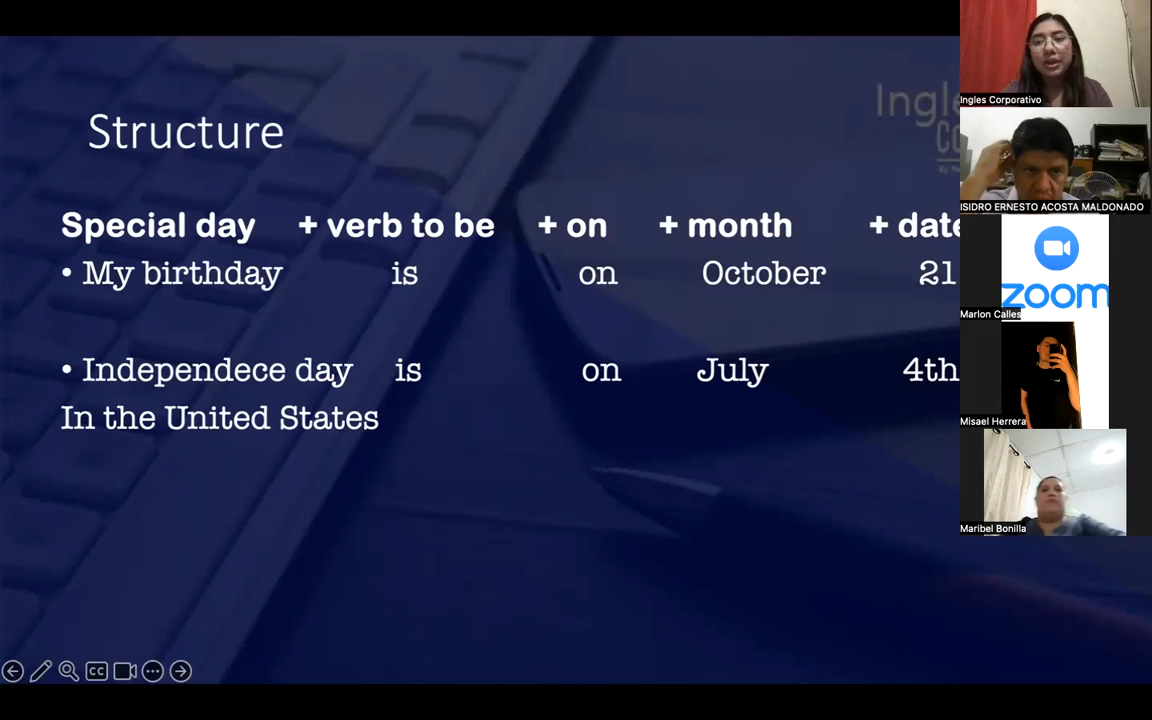 Structure
Special day + verb to be + on + month + date
• My birthday is on October 21
• Independece day is on July 4th
In the United States
Ingles Corporativo
ISIDRO ERNESTO ACOSTA MALDONADO
zoom
Marlon Calles
Misael Herrera
Maribel Bonilla
CC